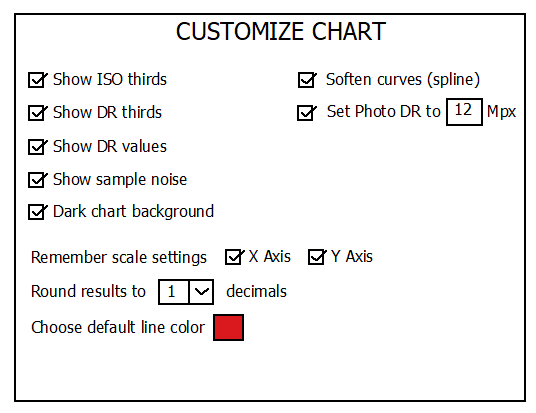 CUSTOMIZE CHART
Show ISO thirds
Soften curves (spline)
Show DR thirds
Set Photo DR to 12 Mpx
Show DR values
Show sample noise
Dark chart background
Remember scale settings X Axis Y Axis
Round results to 1 decimals
Choose default line color